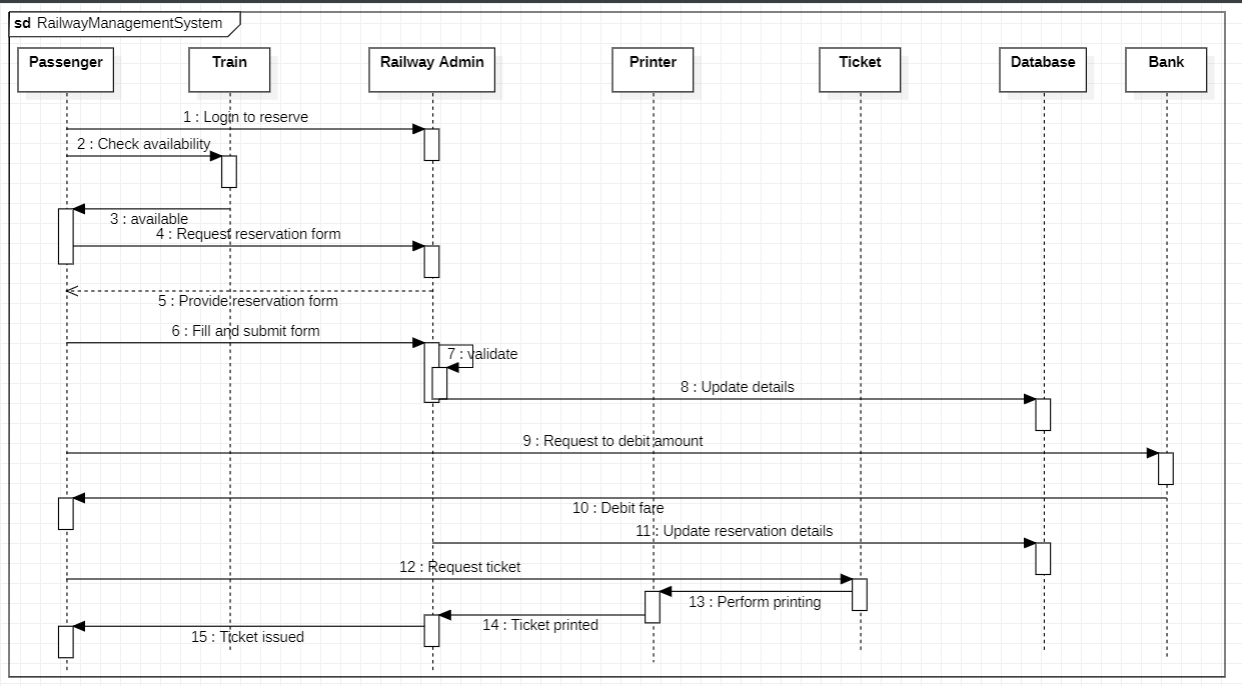 sd RailwayManagementSystem
Passenger
Train
Railway Admin
Printer
Ticket
Database
Bank
1 : Login to reserve
2 : Check availability
3 : available
4 : Request reservation form
5 : Provide reservation form
6 : Fill and submit form
7 : validate
8 : Update details
9 : Request to debit amount
10 : Debit fare
11 : Update reservation details
12 : Request ticket
13 : Perform printing
14 : Ticket printed
15 : Ticket issued